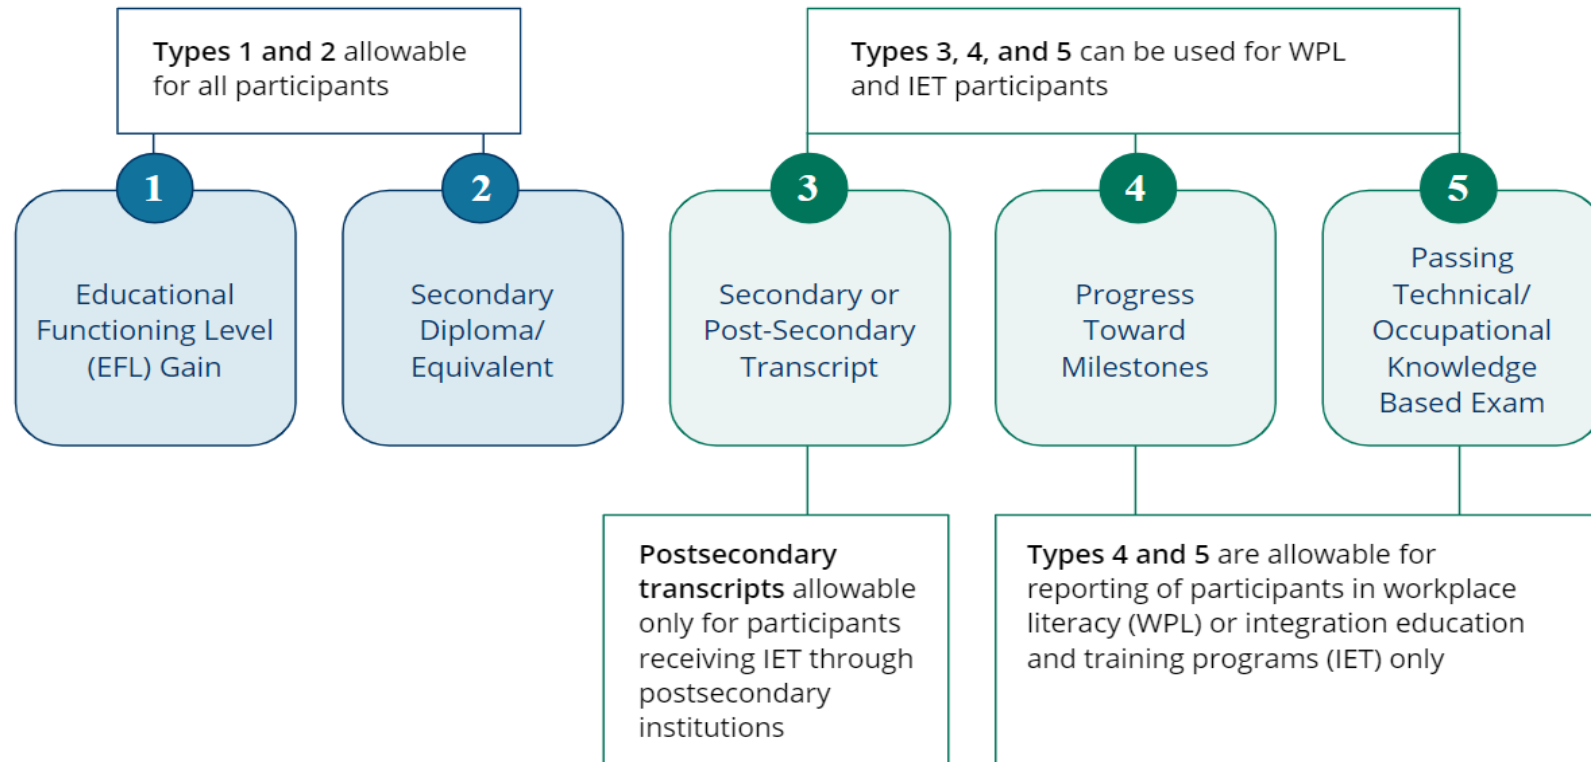 Types 1 and 2 allowable
for all participants
Types 3, 4, and 5 can be used for WPL
and IET participants
1
Educational
Functioning Level
(EFL) Gain
2
Secondary
Diploma/
Equivalent
3
Secondary or
Post-Secondary
Transcript
4
Progress
Toward
Milestones
5
Passing
Technical/
Occupational
Knowledge
Based Exam
Postsecondary
transcripts allowable
only for participants
receiving IET through
postsecondary
institutions
Types 4 and 5 are allowable for
reporting of participants in workplace
literacy (WPL) or integration education
and training programs (IET) only